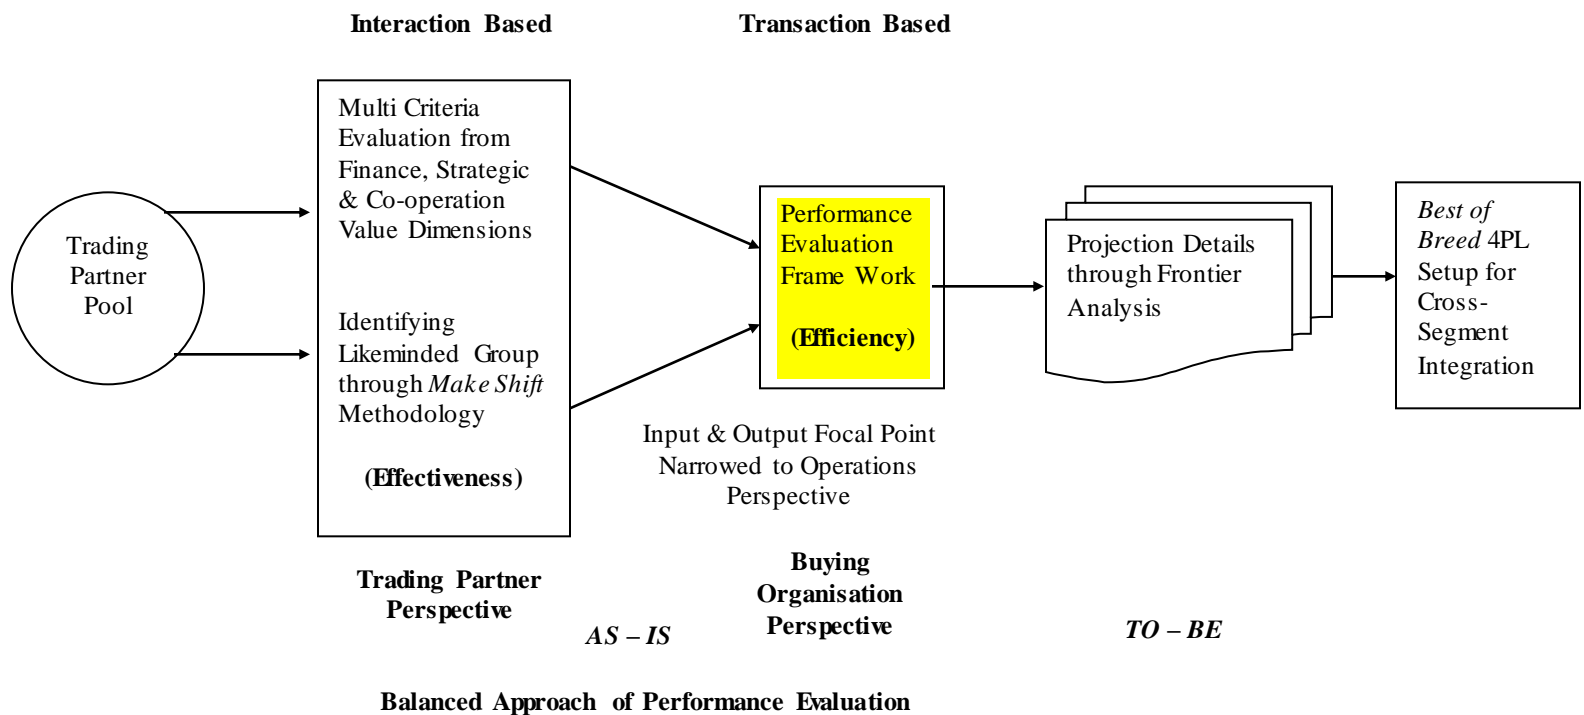 Interaction Based
Transaction Based
Trading
Partner
Pool
Multi Criteria
Evaluation from
Finance, Strategic
& Co-operation
Value Dimensions
Identifying
Likeminded Group
through Make Shift
Methodology
(Effectiveness)
Performance
Evaluation
Frame Work
(Efficiency)
Projection Details
through Frontier
Analysis
Best of
Breed 4PL
Setup for
Cross-
Segment
Integration
Input & Output Focal Point
Narrowed to Operations
Perspective
Trading Partner
Perspective
AS – IS
Buying
Organisation
Perspective
TO – BE
Balanced Approach of Performance Evaluation